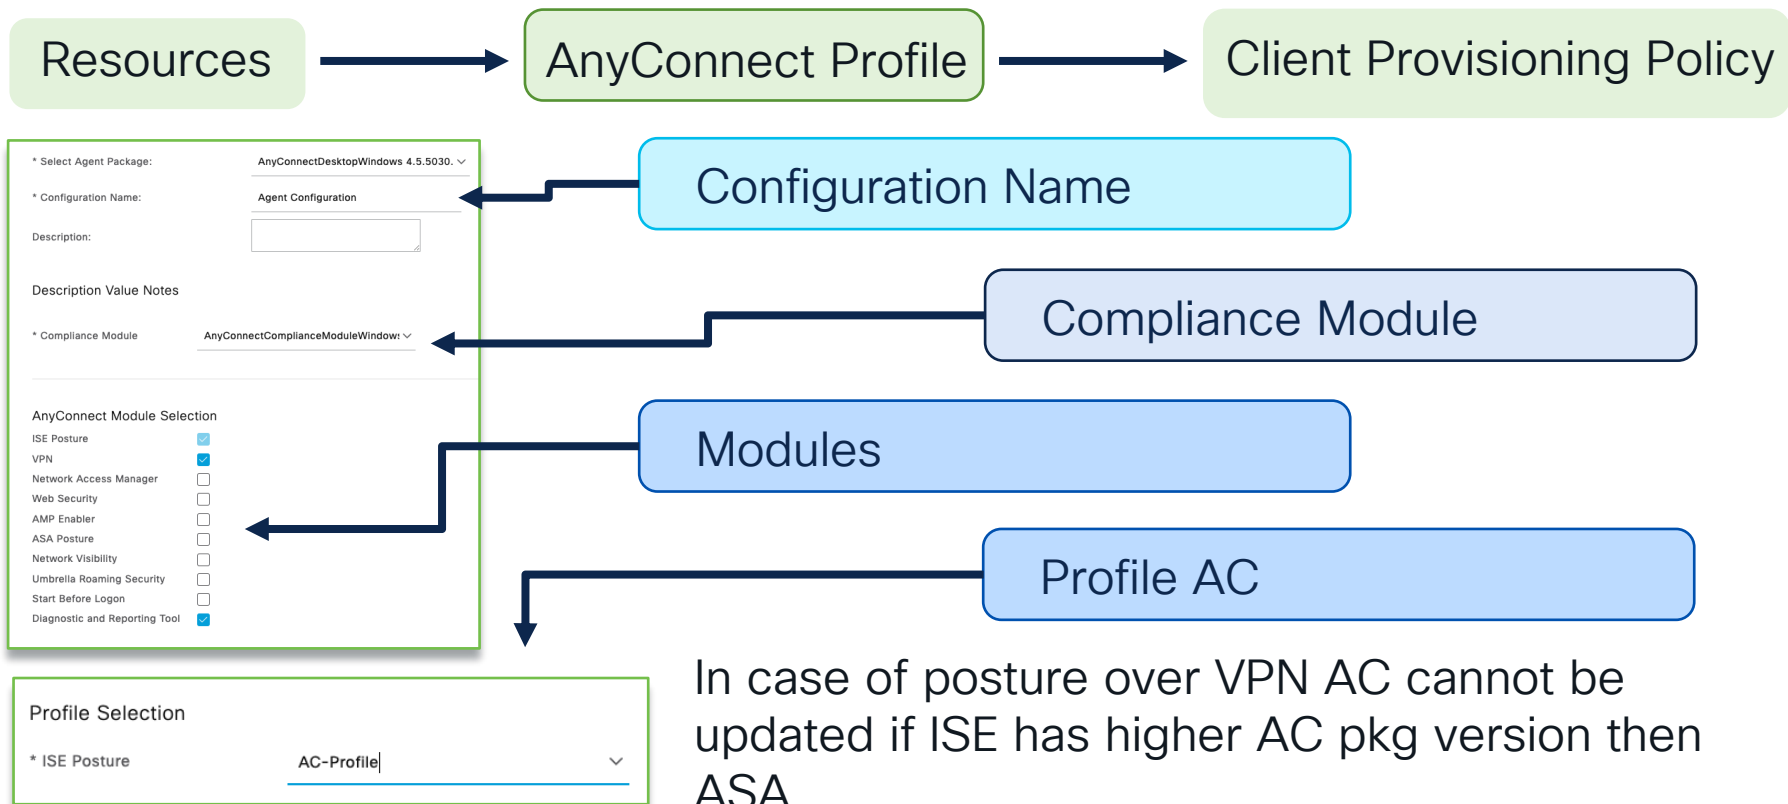 Resources
AnyConnect Profile
Client Provisioning Policy
* Select Agent Package:
AnyConnectDesktopWindows 4.5.5030.
* Configuration Name:
Agent Configuration
Description:
Description Value Notes
* Compliance Module
AnyConnectComplianceModuleWindows
AnyConnect Module Selection
ISE Posture
VPN
Network Access Manager
Web Security
AMP Enabler
ASA Posture
Network Visibility
Umbrella Roaming Security
Start Before Logon
Diagnostic and Reporting Tool
Configuration Name
Compliance Module
Modules
Profile AC
Profile Selection
* ISE Posture
AC-Profile
In case of posture over VPN AC cannot be
updated if ISE has higher AC pkg version then
ASA